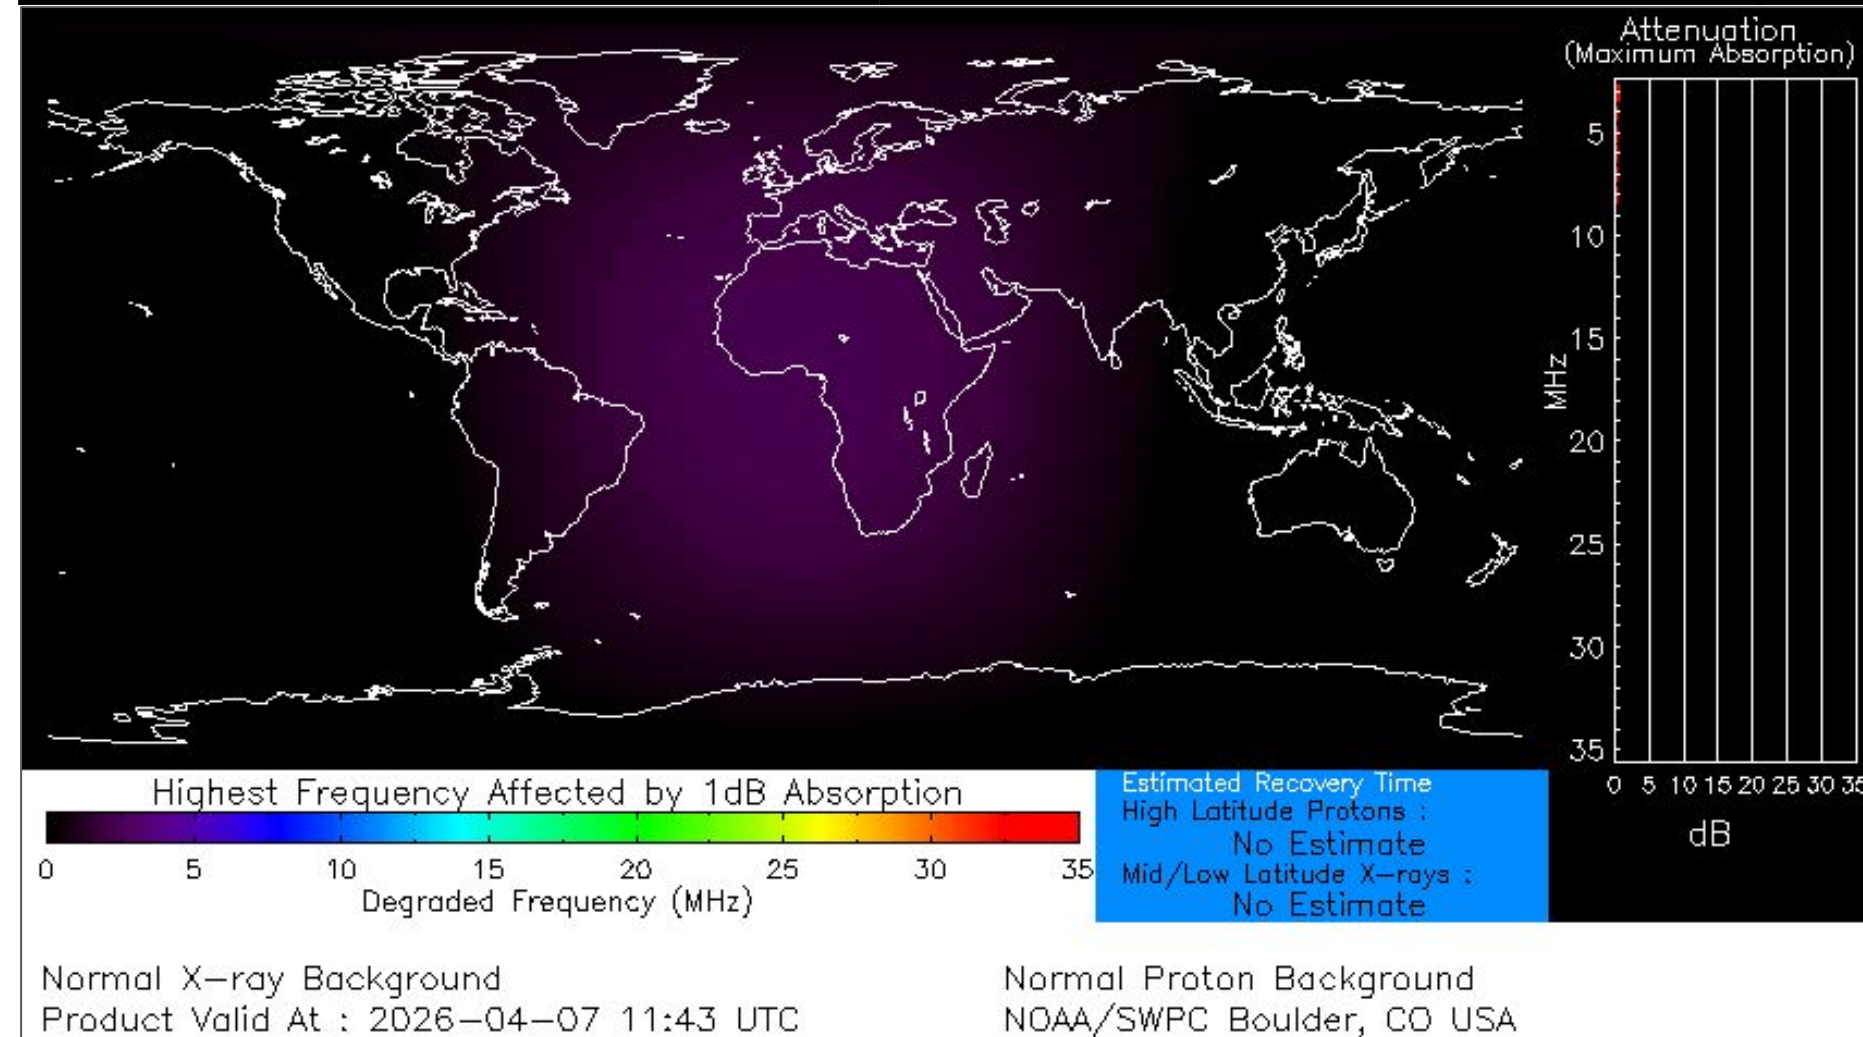 Attenuation
(Maximum Absorption)
5
10
15
20
25
30
35
MHz
0 5 10 15 20 25 30 35
dB
Highest Frequency Affected by 1dB Absorption
0 5 10 15 20 25 30 35
Degraded Frequency (MHz)
Estimated Recovery Time
High Latitude Protons :
No Estimate
Mid/Low Latitude X-rays :
No Estimate
Normal X-ray Background
Normal Proton Background
Product Valid At : 2026-04-07 11:43 UTC
NOAA/SWPC Boulder, CO USA